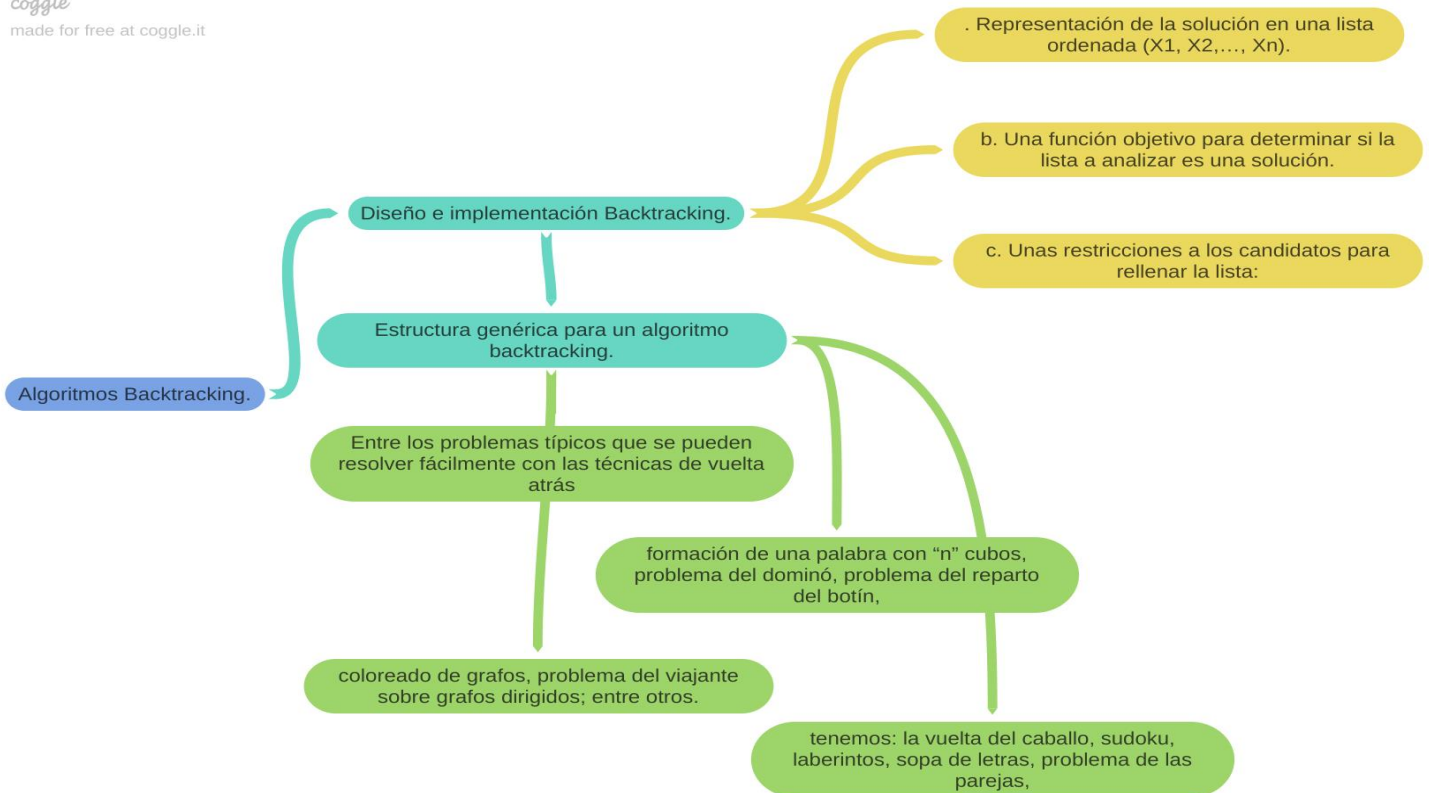 coggle
made for free at coggle.it
. Representación de la solución en una lista
ordenada (X1, X2,…, Xn).
b. Una función objetivo para determinar si la
lista a analizar es una solución.
Diseño e implementación Backtracking.
c. Unas restricciones a los candidatos para
rellenar la lista:
Estructura genérica para un algoritmo
backtracking.
Algoritmos Backtracking.
Entre los problemas típicos que se pueden
resolver fácilmente con las técnicas de vuelta
atrás
formación de una palabra con “n” cubos,
problema del dominó, problema del reparto
del botín,
coloreado de grafos, problema del viajante
sobre grafos dirigidos; entre otros.
tenemos: la vuelta del caballo, sudoku,
laberintos, sopa de letras, problema de las
parejas,